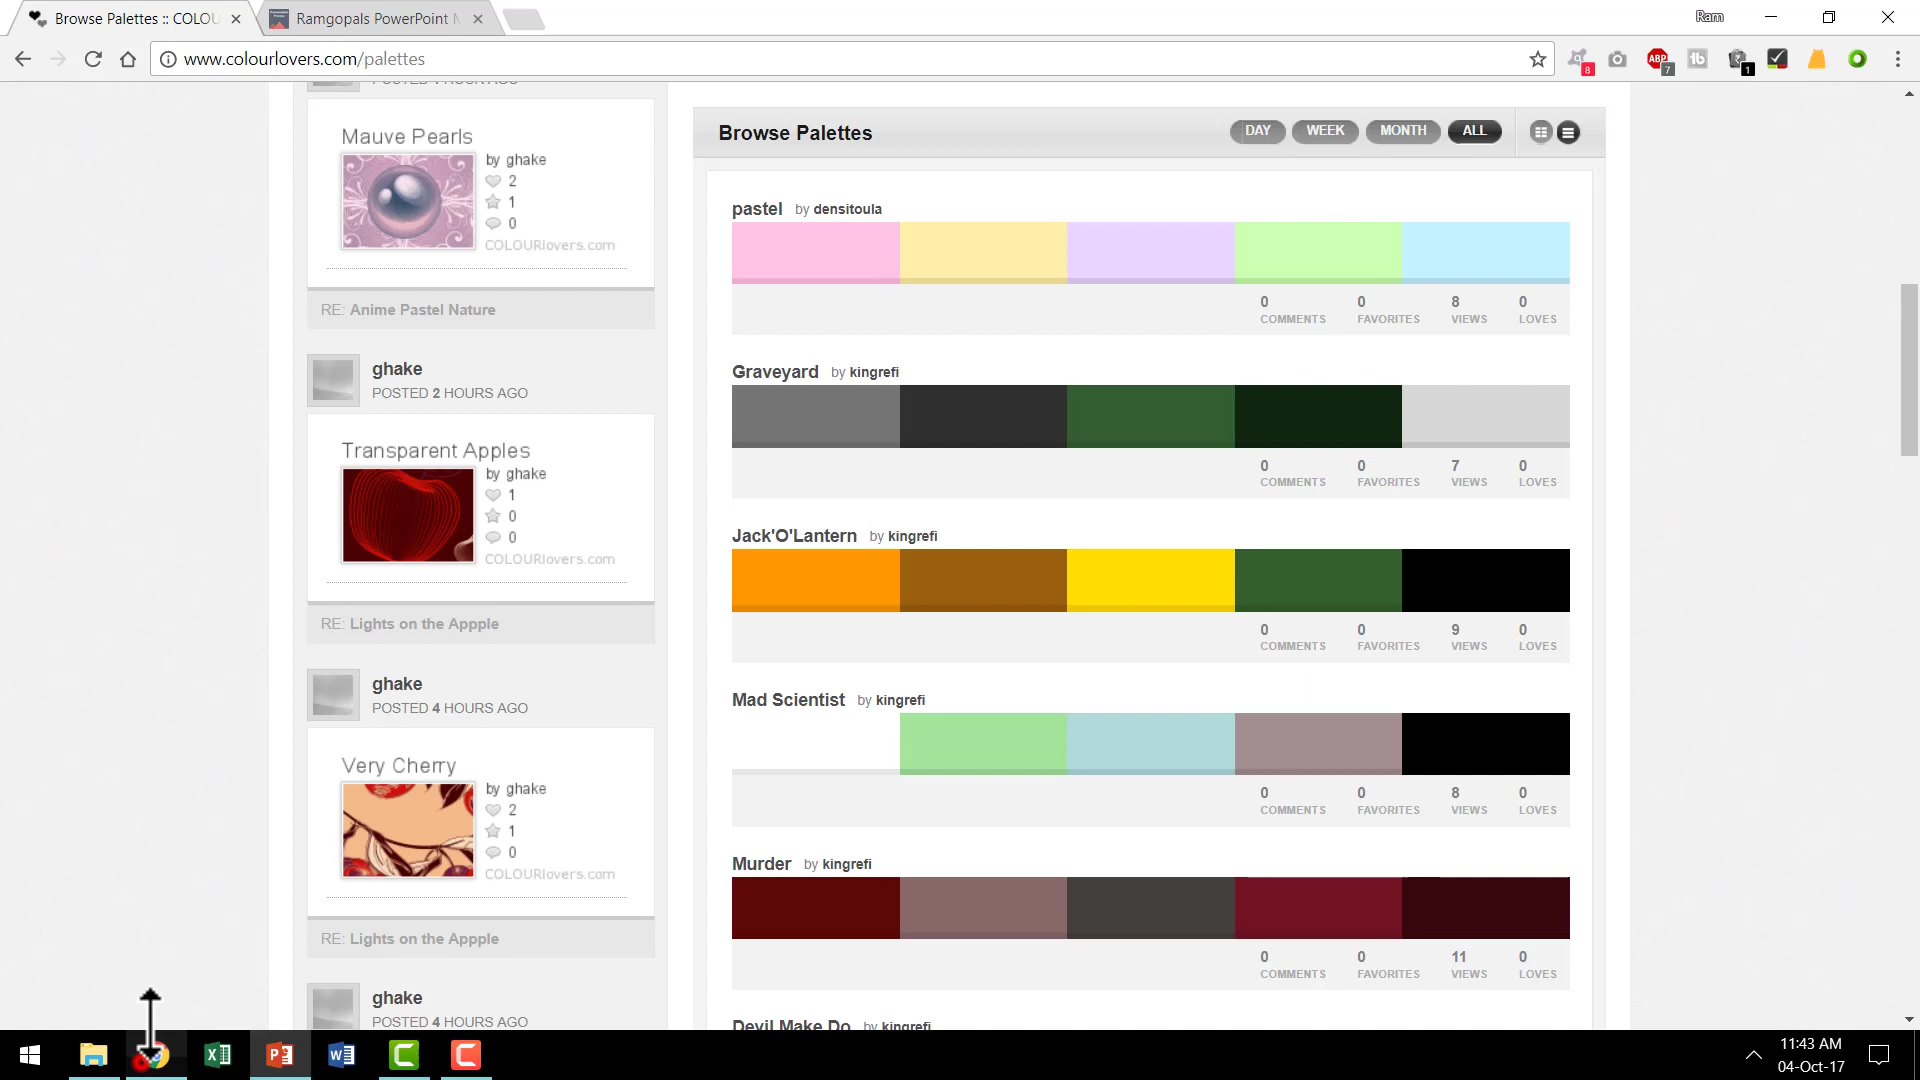 Browse Palettes :: COLOU
Ramgopals PowerPoint M
Ram
www.colourlovers.com/palettes
8
ABP
7
1
Mauve Pearls
by ghake
2
1
0
COLOURlovers.com
RE: Anime Pastel Nature
ghake
POSTED 2 HOURS AGO
Transparent Apples
by ghake
1
0
0
COLOURlovers.com
RE: Lights on the Appple
ghake
POSTED 4 HOURS AGO
Very Cherry
by ghake
2
1
0
COLOURlovers.com
RE: Lights on the Appple
ghake
POSTED 4 HOURS AGO
Browse Palettes
DAY WEEK MONTH ALL
pastel by densitoula
0 0 8 0
COMMENTS FAVORITES VIEWS LOVES
Graveyard by kingrefi
0 0 7 0
COMMENTS FAVORITES VIEWS LOVES
Jack'O'Lantern by kingrefi
0 0 9 0
COMMENTS FAVORITES VIEWS LOVES
Mad Scientist by kingrefi
0 0 8 0
COMMENTS FAVORITES VIEWS LOVES
Murder by kingrefi
0 0 11 0
COMMENTS FAVORITES VIEWS LOVES
Devil Make Do by kingrefi
11:43 AM
04-Oct-17